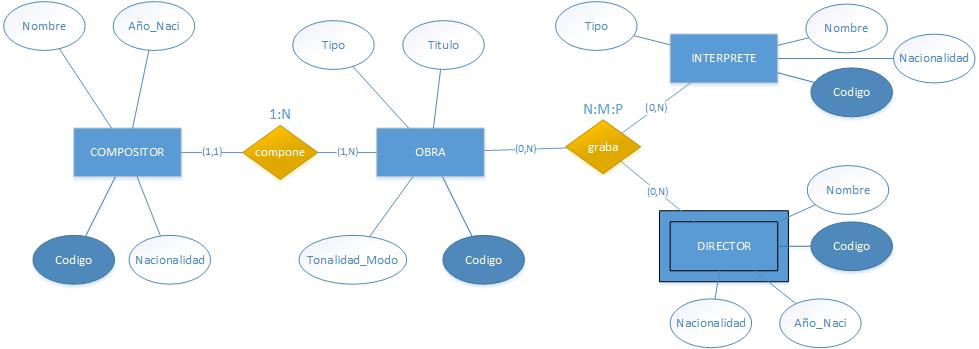 Nombre
Año_Naci
Tipo
Titulo
Tipo
Nombre
Nacionalidad
INTERPRETE
Codigo
1:N
N:M:P
(0,N)
COMPOSITOR
(1,1)
compone
(1,N)
OBRA
(0,N)
graba
(0,N)
Nombre
Codigo
Nacionalidad
Tonalidad_Modo
Codigo
DIRECTOR
Codigo
Nacionalidad
Año_Naci